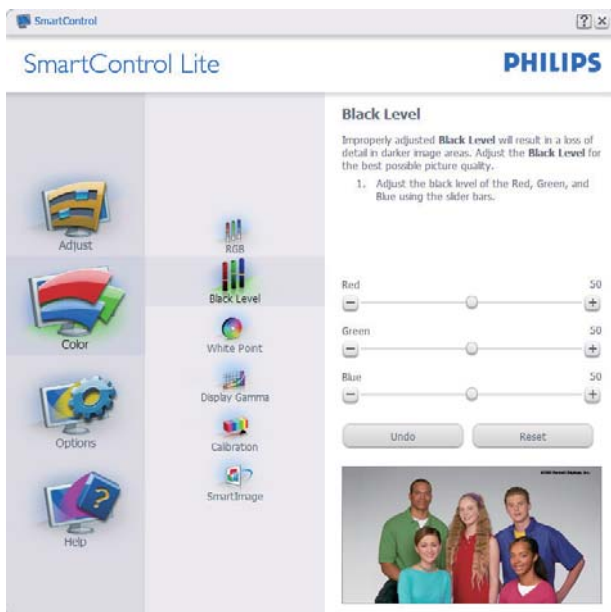 SmartControl
SmartControl Lite
PHILIPS
Adjust
Color
Options
Help
RGB
Black Level
White Point
Display Gamma
Calibration
SmartImage
Black Level
Improperly adjusted Black Level will result in a loss of
detail in darker image areas. Adjust the Black Level for
the best possible picture quality.
1. Adjust the black level of the Red, Green, and
Blue using the slider bars.
Red 50
Green 50
Blue 50
Undo Reset